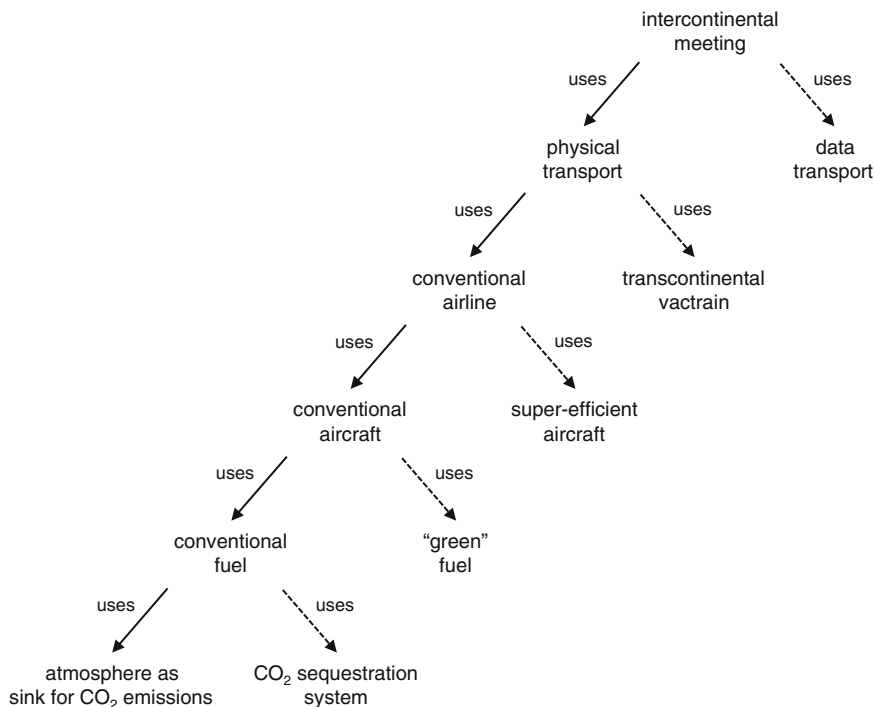 intercontinental
meeting
uses
uses
physical
transport
data
transport
uses
uses
conventional
airline
transcontinental
vactrain
uses
uses
conventional
aircraft
super-efficient
aircraft
uses
uses
conventional
fuel
“green”
fuel
uses
uses
atmosphere as
sink for CO₂ emissions
CO₂ sequestration
system